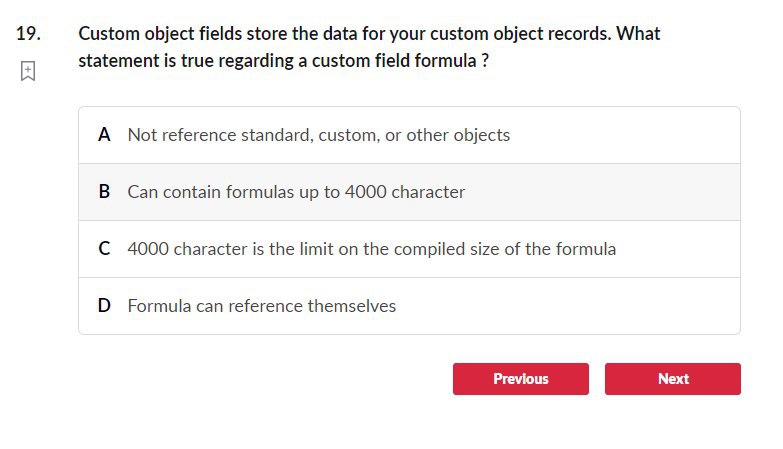 19. Custom object fields store the data for your custom object records. What
statement is true regarding a custom field formula ?
A Not reference standard, custom, or other objects
B Can contain formulas up to 4000 character
C 4000 character is the limit on the compiled size of the formula
D Formula can reference themselves
Previous Next